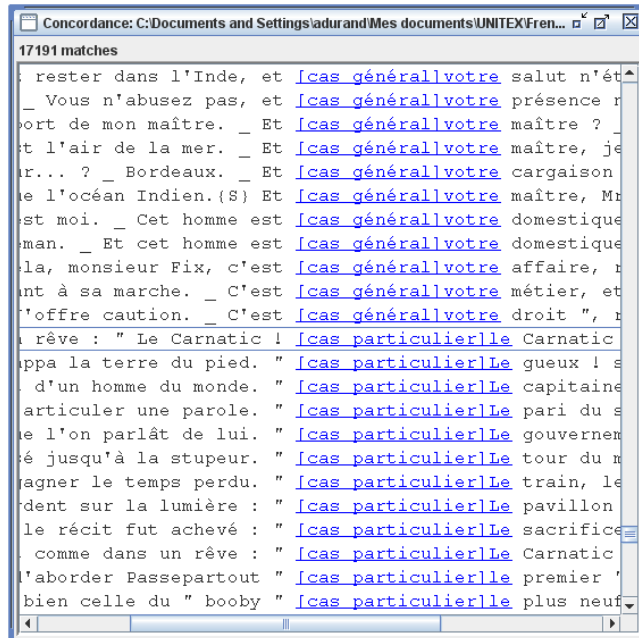 Concordance: C:\Documents and Settings\adurand\Mes documents\UNITEX\Fren...
17191 matches
rester dans l'Inde, et [cas général]votre salut n'ét
_ Vous n'abusez pas, et [cas général]votre présence
ort de mon maître. _ Et [cas général]votre maître ? _
t l'air de la mer. _ Et [cas général]votre maître, je
r... ? _ Bordeaux. _ Et [cas général]votre cargaison
e l'océan Indien.{S} Et [cas général]votre maître, Mr
st moi. _ Cet homme est [cas général]votre domestique
man. _ Et cet homme est [cas général]votre domestique
la, monsieur Fix, c'est [cas général]votre affaire,
nt à sa marche. _ C'est [cas général]votre métier, et
'offre caution. _ C'est [cas général]votre droit ",
rêve : " Le Carnatic ! [cas particulier]le Carnatic
ppa la terre du pied. " [cas particulier]Le gueux ! s
d'un homme du monde. " [cas particulier]Le capitaine
articuler une parole. " [cas particulier]Le pari du s
e l'on parlât de lui. " [cas particulier]Le gouvernem
é jusqu'à la stupeur. " [cas particulier]Le tour du m
agner le temps perdu. " [cas particulier]Le train, le
dent sur la lumière : " [cas particulier]Le pavillon
le récit fut achevé : " [cas particulier]Le sacrifice
comme dans un rêve : " [cas particulier]Le Carnatic
l'aborder Passepartout " [cas particulier]le premier "
bien celle du " booby " [cas particulier]le plus neuf